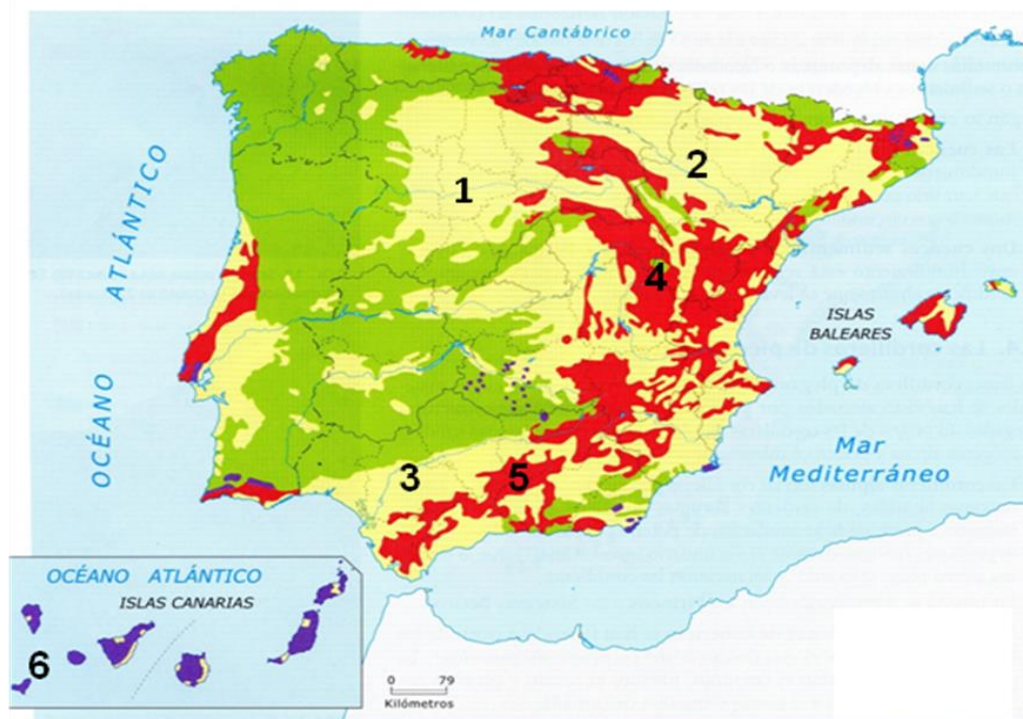 Mar Cantábrico
OCÉANO ATLÁNTICO
1
2
3
4
5
ISLAS
BALEARES
Mar
Mediterráneo
OCÉANO ATLÁNTICO
ISLAS CANARIAS
6
0 79
Kilómetros